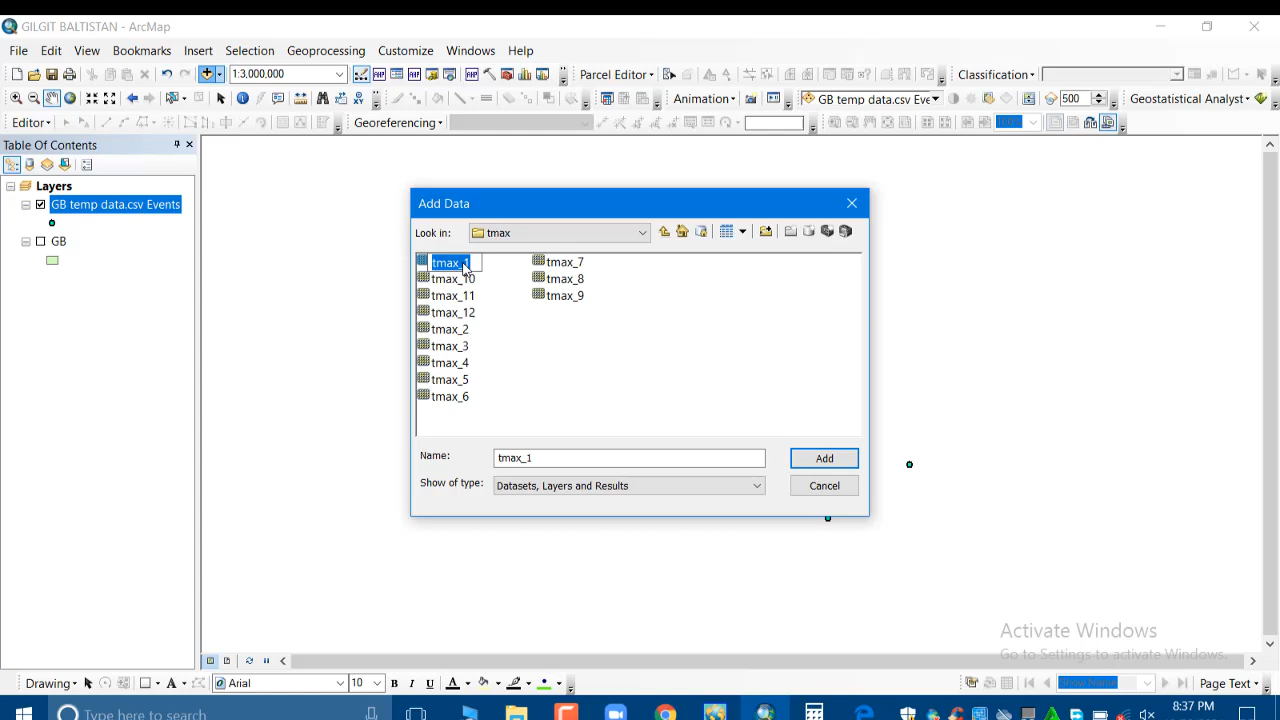 GILGIT BALTISTAN - ArcMap
File Edit View Bookmarks Insert Selection Geoprocessing Customize Windows Help
1:3,000,000
Parcel Editor
Classification
Animation
GB temp data.csv Eve
500
Geostatistical Analyst
Editor
Georeferencing
100%
Table Of Contents
Layers
GB temp data.csv Events
GB
Add Data
Look in:
tmax
tmax_1
tmax_10
tmax_11
tmax_12
tmax_2
tmax_3
tmax_4
tmax_5
tmax_6
tmax_7
tmax_8
tmax_9
Name:
tmax_1
Add
Show of type:
Datasets, Layers and Results
Cancel
Activate Windows
Go to Settings to activate Windows.
Drawing
A
Arial
10
B I U A
Page Text
Type here to search
8:37 PM